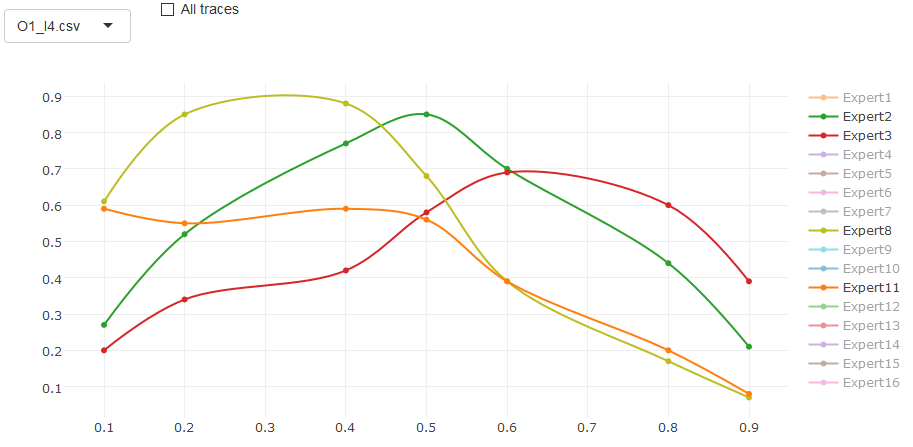 All traces
O1_I4.csv
0.9
0.8
0.7
0.6
0.5
0.4
0.3
0.2
0.1
0.1 0.2 0.3 0.4 0.5 0.6 0.7 0.8 0.9
Expert1
Expert2
Expert3
Expert4
Expert5
Expert6
Expert7
Expert8
Expert9
Expert10
Expert11
Expert12
Expert13
Expert14
Expert15
Expert16